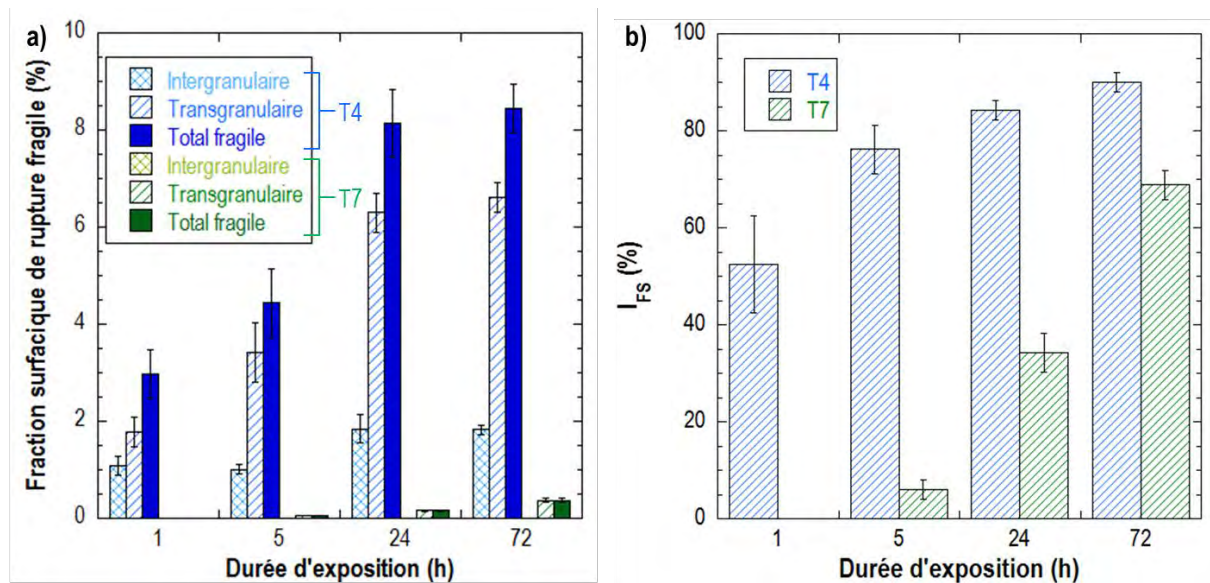 a)
Fraction surfacique de rupture fragile (%)
10
8
6
4
2
0
Intergranulaire
Transgranulaire
Total fragile
T4
Intergranulaire
Transgranulaire
Total fragile
T7
1 5 24 72
Durée d'exposition (h)
b)
I_FS (%)
100
80
60
40
20
0
T4
T7
1 5 24 72
Durée d'exposition (h)